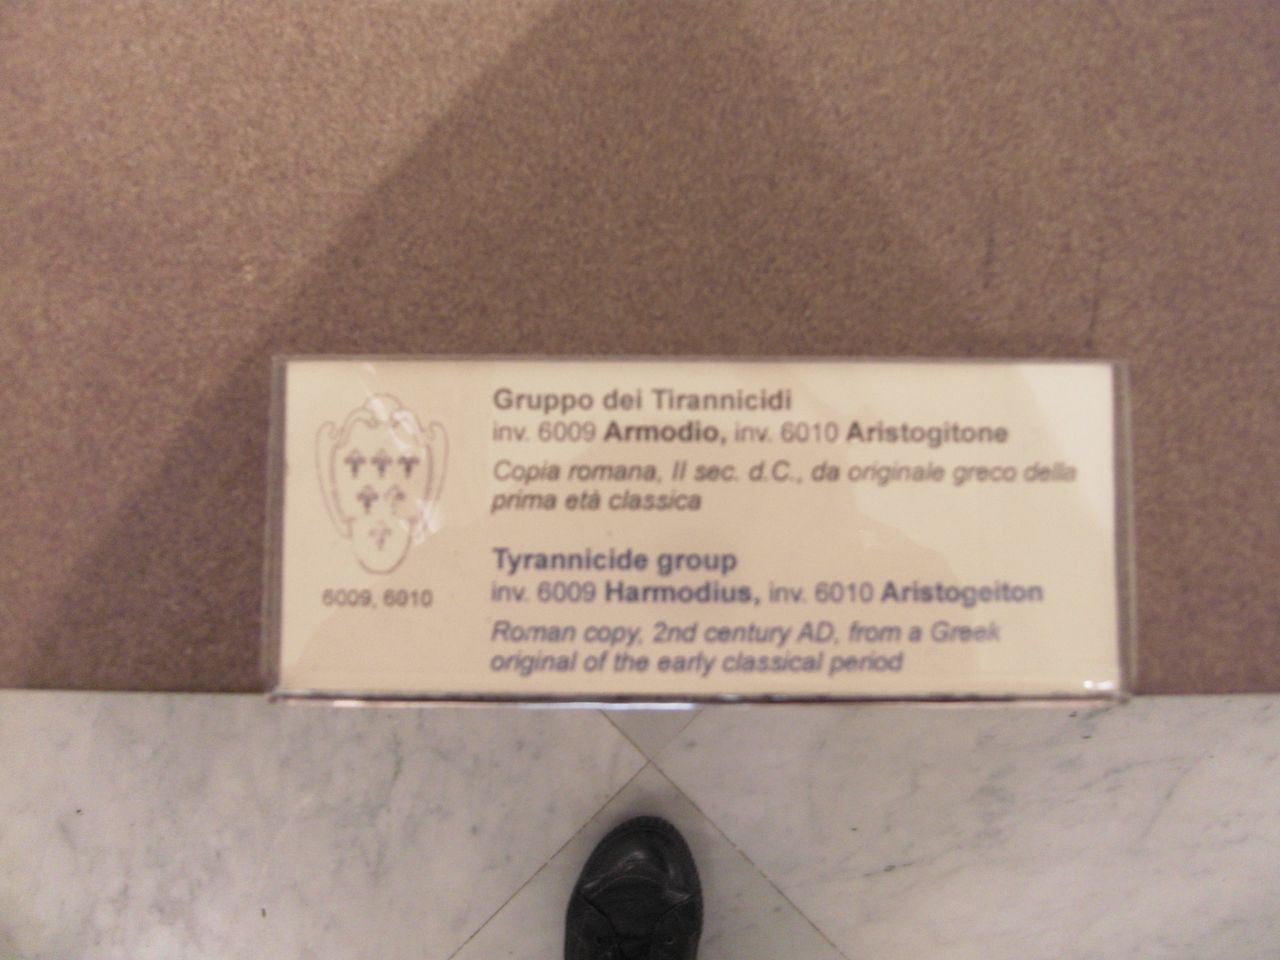 Gruppo dei Tirannicidi
inv. 6009 Armodio, inv. 6010 Aristogitone
Copia romana, II sec. d.C., da originale greco della
prima età classica
Tyrannicide group
inv. 6009 Harmodius, inv. 6010 Aristogeiton
Roman copy, 2nd century AD, from a Greek
original of the early classical period
6009, 6010